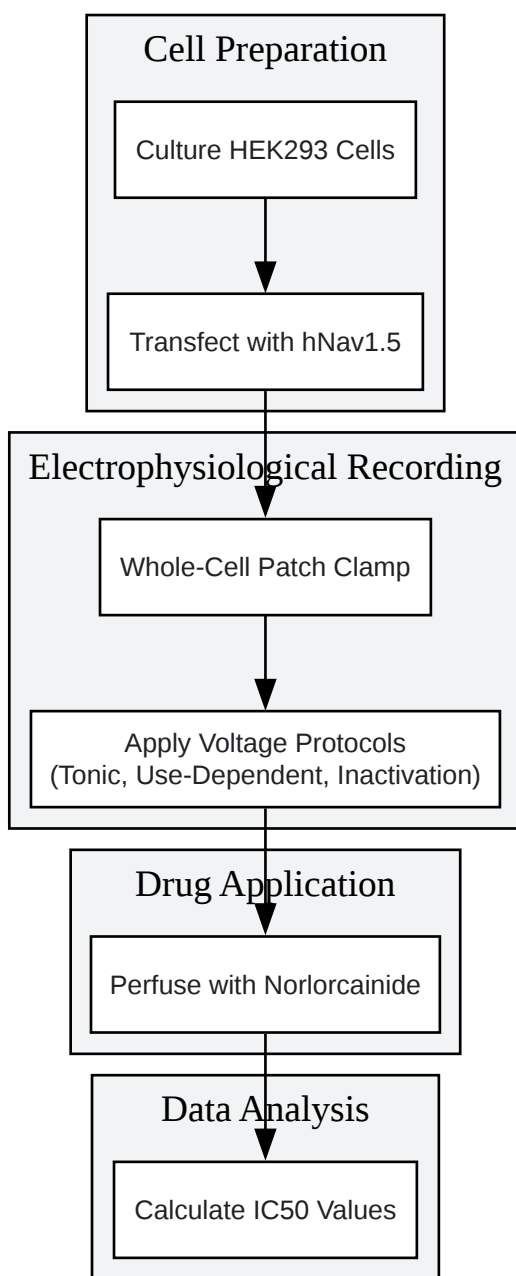 Cell Preparation
Culture HEK293 Cells
Transfect with hNav1.5
Electrophysiological Recording
Whole-Cell Patch Clamp
Apply Voltage Protocols
(Tonic, Use-Dependent, Inactivation)
Drug Application
Perfuse with Norlorcainide
Data Analysis
Calculate IC50 Values